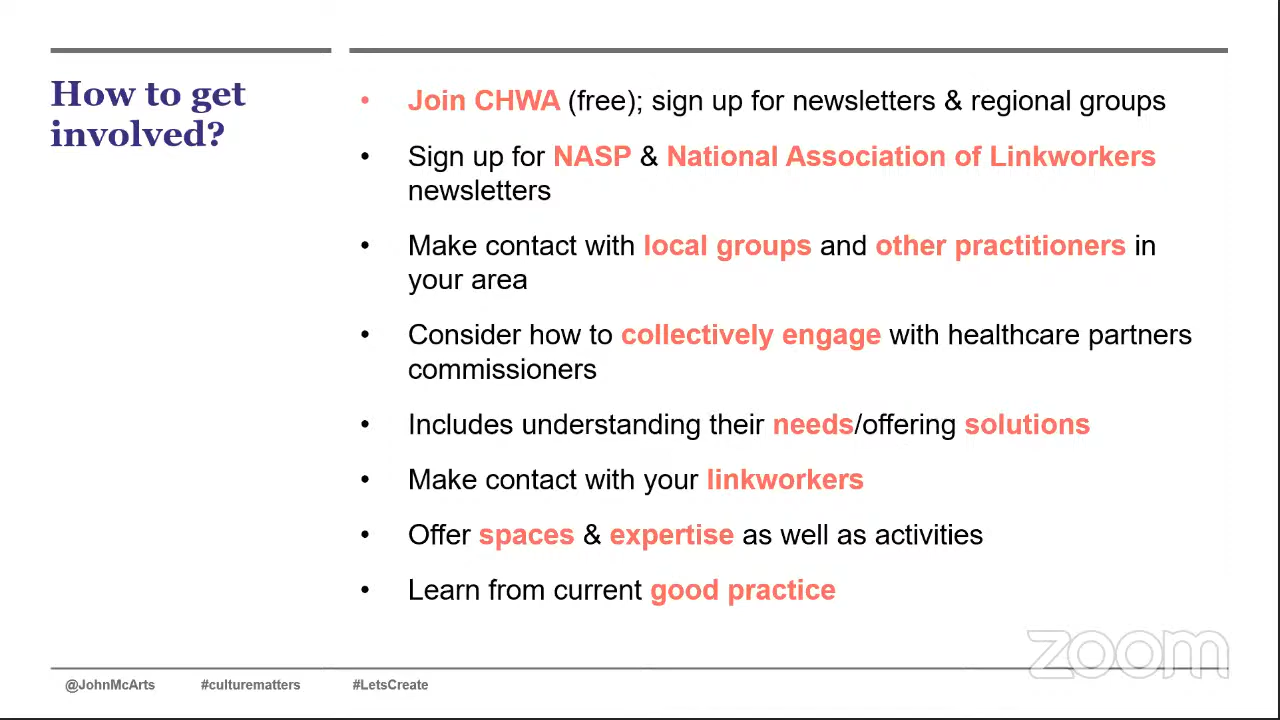 How to get
involved?
• Join CHWA (free); sign up for newsletters & regional groups
• Sign up for NASP & National Association of Linkworkers
newsletters
• Make contact with local groups and other practitioners in
your area
• Consider how to collectively engage with healthcare partners
commissioners
• Includes understanding their needs/offering solutions
• Make contact with your linkworkers
• Offer spaces & expertise as well as activities
• Learn from current good practice
zoom
@JohnMcArts #culturematters #LetsCreate